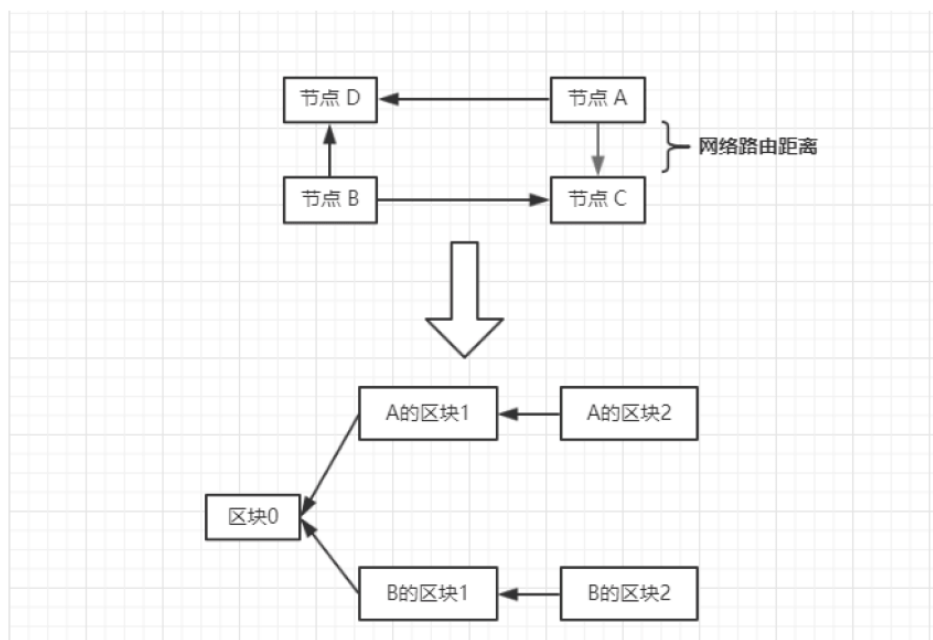 节点 D
节点 A
网络路由距离
节点 B
节点 C
A的区块1
A的区块2
区块0
B的区块1
B的区块2